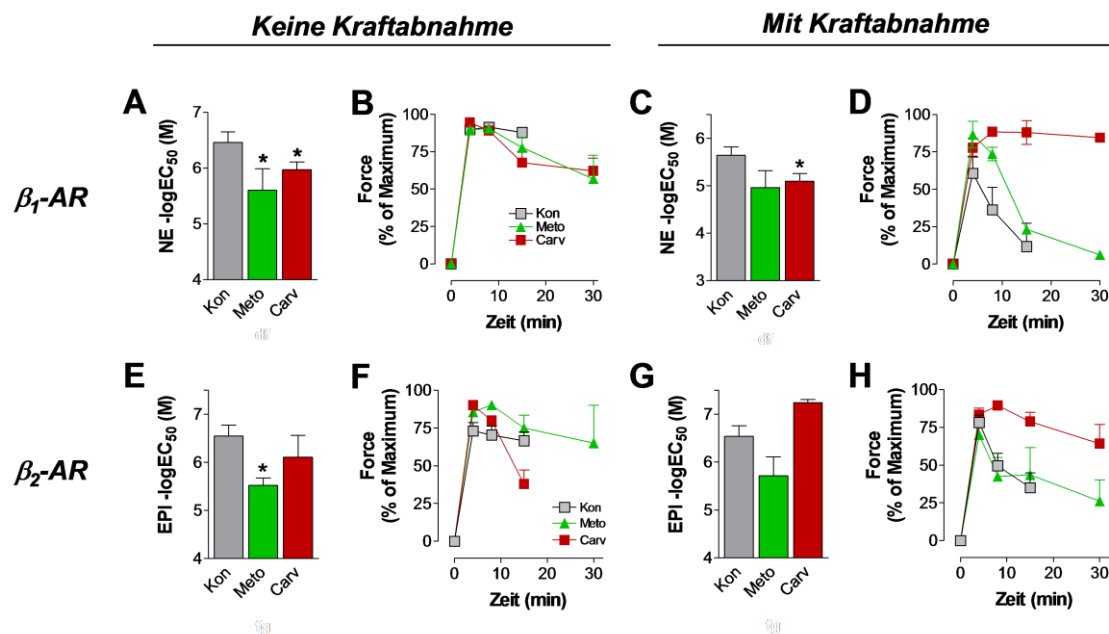 Keine Kraftabnahme
Mit Kraftabnahme
β1-AR
A
NE -logEC50 (M)
7
6
5
4
*
*
Kon
Meto
Carv
B
Force
(% of Maximum)
100
75
50
25
0
Kon
Meto
Carv
0
10
20
30
Zeit (min)
C
NE -logEC50 (M)
6
5
4
3
*
Kon
Meto
Carv
D
Force
(% of Maximum)
100
75
50
25
0
0
10
20
30
Zeit (min)
β2-AR
E
EPI -logEC50 (M)
7
6
5
4
*
Kon
Meto
Carv
F
Force
(% of Maximum)
100
75
50
25
0
Kon
Meto
Carv
0
10
20
30
Zeit (min)
G
EPI -logEC50 (M)
7
6
5
4
Kon
Meto
Carv
H
Force
(% of Maximum)
100
75
50
25
0
0
10
20
30
Zeit (min)